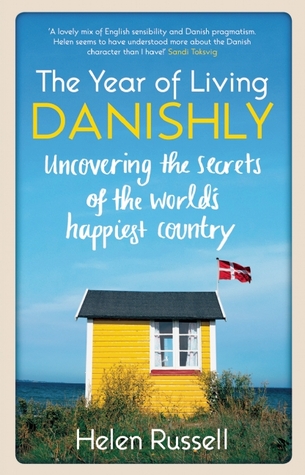 'A lovely mix of English sensibility and Danish pragmatism.
Helen seems to have understood more about the Danish
character than I have!' Sandi Toksvig
The Year of Living
DANISHLY
Uncovering the Secrets
of the World's
happiest Country
Helen Russell